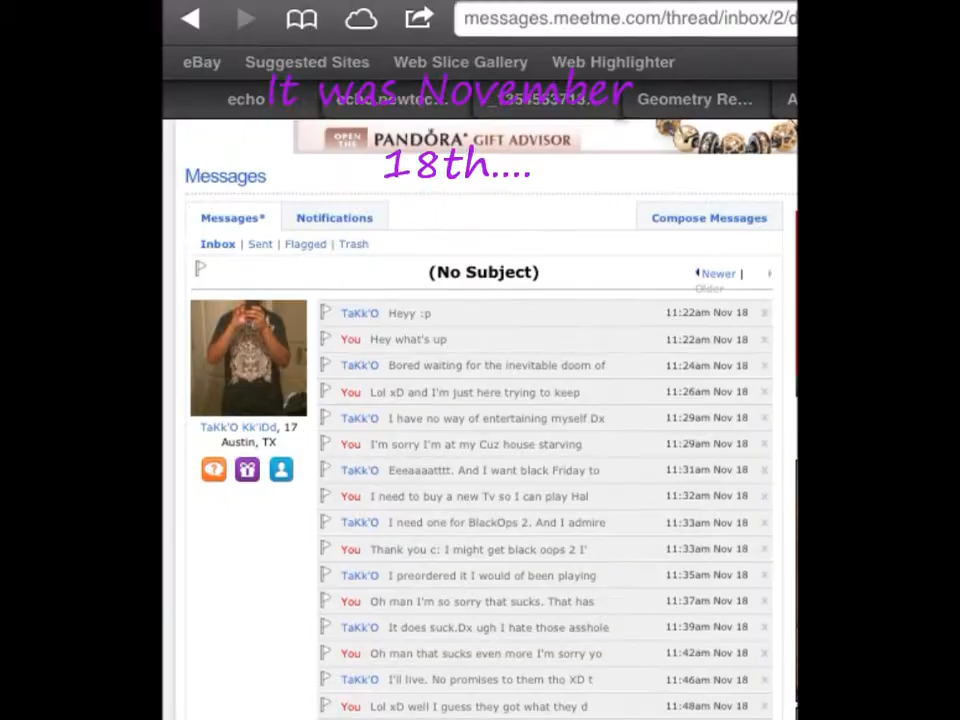 messages.meetme.com/thread/inbox/2/d
eBay Suggested Sites Web Slice Gallery Web Highlighter
It was November
echo echo.newtec... Geometry Re... A
OPEN THE PANDORA GIFT ADVISOR
18th....
Messages
Messages* Notifications Compose Messages
Inbox | Sent | Flagged | Trash
(No Subject) Newer |
Older
TaKk'O Heyy :p 11:22am Nov 18 x
You Hey what's up 11:22am Nov 18 x
TaKk'O Bored waiting for the inevitable doom of 11:24am Nov 18 x
You Lol xD and I'm just here trying to keep 11:26am Nov 18 x
TaKk'O I have no way of entertaining myself Dx 11:29am Nov 18 x
You I'm sorry I'm at my Cuz house starving 11:29am Nov 18 x
TaKk'O Eeeaaaatttt. And I want black Friday to 11:31am Nov 18 x
You I need to buy a new Tv so I can play Hal 11:32am Nov 18 x
TaKk'O I need one for BlackOps 2. And I admire 11:33am Nov 18 x
You Thank you c: I might get black oops 2 I' 11:33am Nov 18 x
TaKk'O I preordered it I would of been playing 11:35am Nov 18 x
You Oh man I'm so sorry that sucks. That has 11:37am Nov 18 x
TaKk'O It does suck.Dx ugh I hate those asshole 11:39am Nov 18 x
You Oh man that sucks even more I'm sorry yo 11:42am Nov 18 x
TaKk'O I'll live. No promises to them tho XD t 11:46am Nov 18 x
You Lol xD well I guess they got what they d 11:48am Nov 18 x
TaKk'O Kk'iDd, 17
Austin, TX